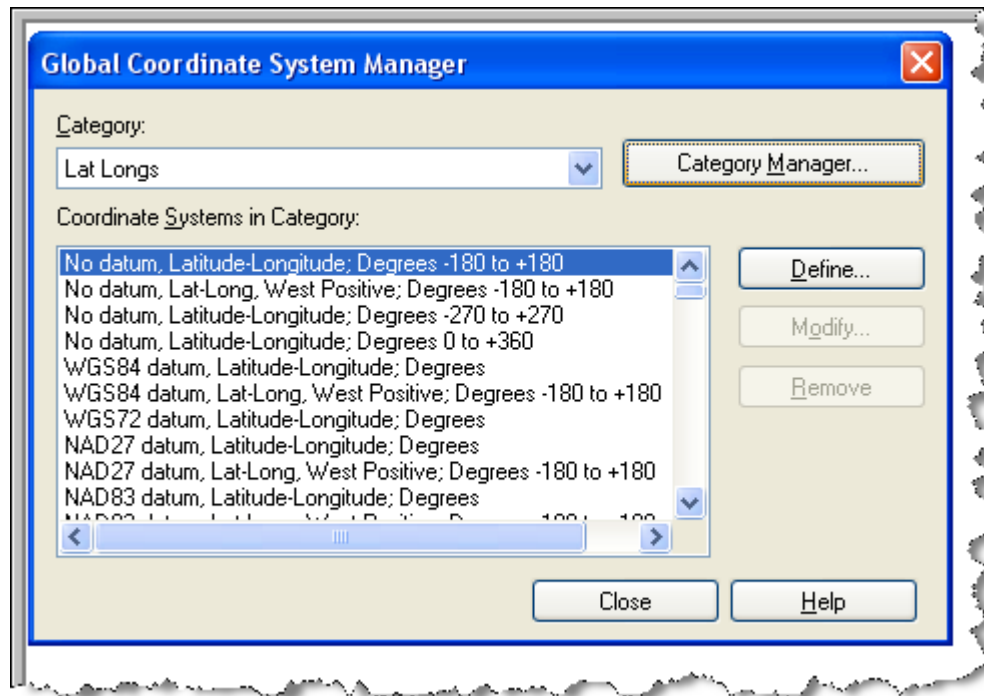 Global Coordinate System Manager
Category:
Lat Longs
Category Manager...
Coordinate Systems in Category:
No datum, Latitude-Longitude; Degrees -180 to +180
No datum, Lat-Long, West Positive; Degrees -180 to +180
No datum, Latitude-Longitude; Degrees -270 to +270
No datum, Latitude-Longitude; Degrees 0 to +360
WGS84 datum, Latitude-Longitude; Degrees
WGS84 datum, Lat-Long, West Positive; Degrees -180 to +180
WGS72 datum, Latitude-Longitude; Degrees
NAD27 datum, Latitude-Longitude; Degrees
NAD27 datum, Lat-Long, West Positive; Degrees -180 to +180
NAD83 datum, Latitude-Longitude; Degrees
Define...
Modify...
Remove
Close
Help